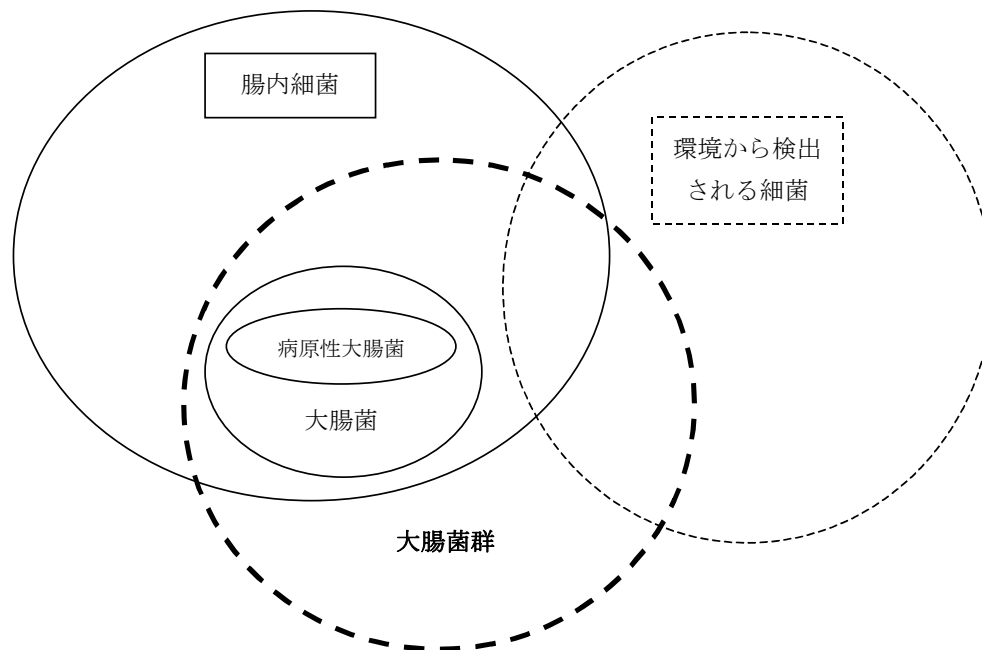 腸内細菌
環境から検出
される細菌
病原性大腸菌
大腸菌
大腸菌群